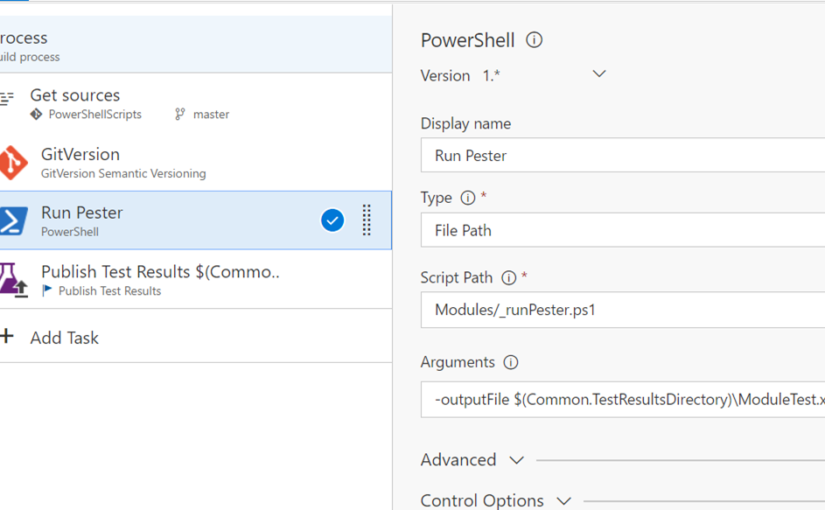 rocess
uild process
Get sources
PowerShellScripts master
GitVersion
GitVersion Semantic Versioning
Run Pester
PowerShell
Publish Test Results $(Commo..
Publish Test Results
Add Task
PowerShell
Version 1.*
Display name
Run Pester
Type *
File Path
Script Path *
Modules/_runPester.ps1
Arguments
-outputFile $(Common.TestResultsDirectory)\ModuleTest.x
Advanced
Control Options